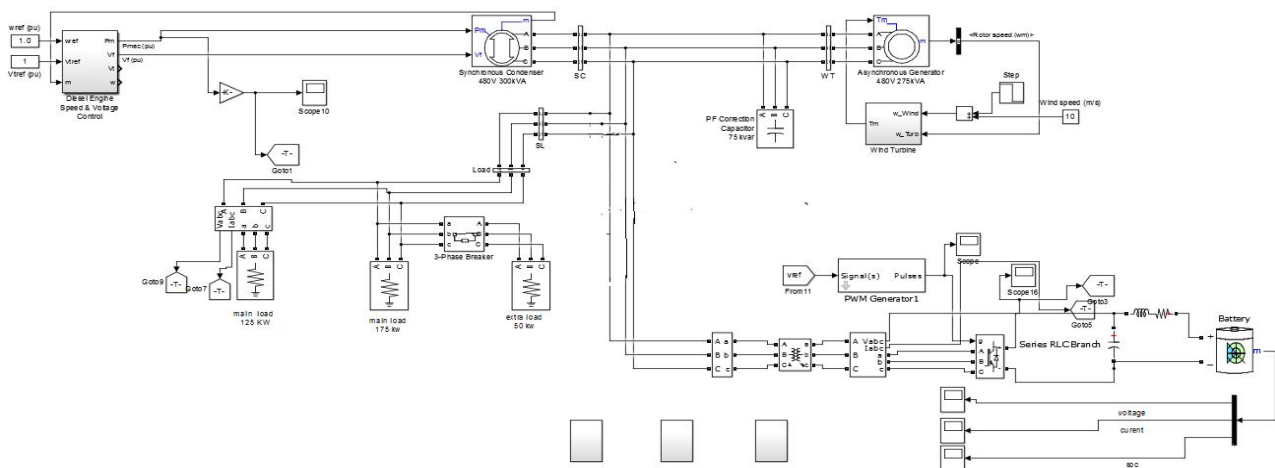 wref (pu)
1.0
1
Vtref (pu)
wref
Vtref
m
Pm
Vf
Vt
w
Diesel Engine
Speed & Voltage
Control
Pmec (pu)
Vf (pu)
-K-
Scope10
-T-
Goto1
Pm
Vf
m
A
B
C
Synchronous Condenser
480V 300kVA
SC
SL
Load
WT
Tm
A
B
C
m
Asynchronous Generator
480V 275kVA
<Rotor speed (wm)>
Step
Wind speed (m/s)
10
w_Wind
w_Turb
Tm
Wind Turbine
PF Correction
Capacitor
75 kvar
A B C
Vabc
Iabc
A
B
C
a
b
c
Goto9
-T-
Goto7
-T-
A B C
main load
125 KW
A B C
main load
175 kw
a
b
c
A
B
C
3-Phase Breaker
A B C
extra load
50 kw
vref
From11
Signal(s)
Pulses
PWM Generator1
Scope
Scope16
-T-
Goto3
-T-
Goto5
A a
B b
C c
A a
B b
C c
A
B
C
Vabc
Iabc
a
b
c
g
A
B
C
Series RLC Branch
Battery
+
–
m
voltage
curent
soc